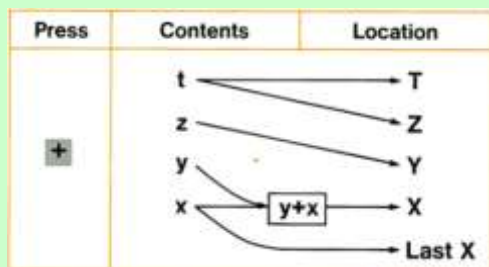 Press Contents Location
t T
Z
z
+ Y
y
x y+x X
Last X